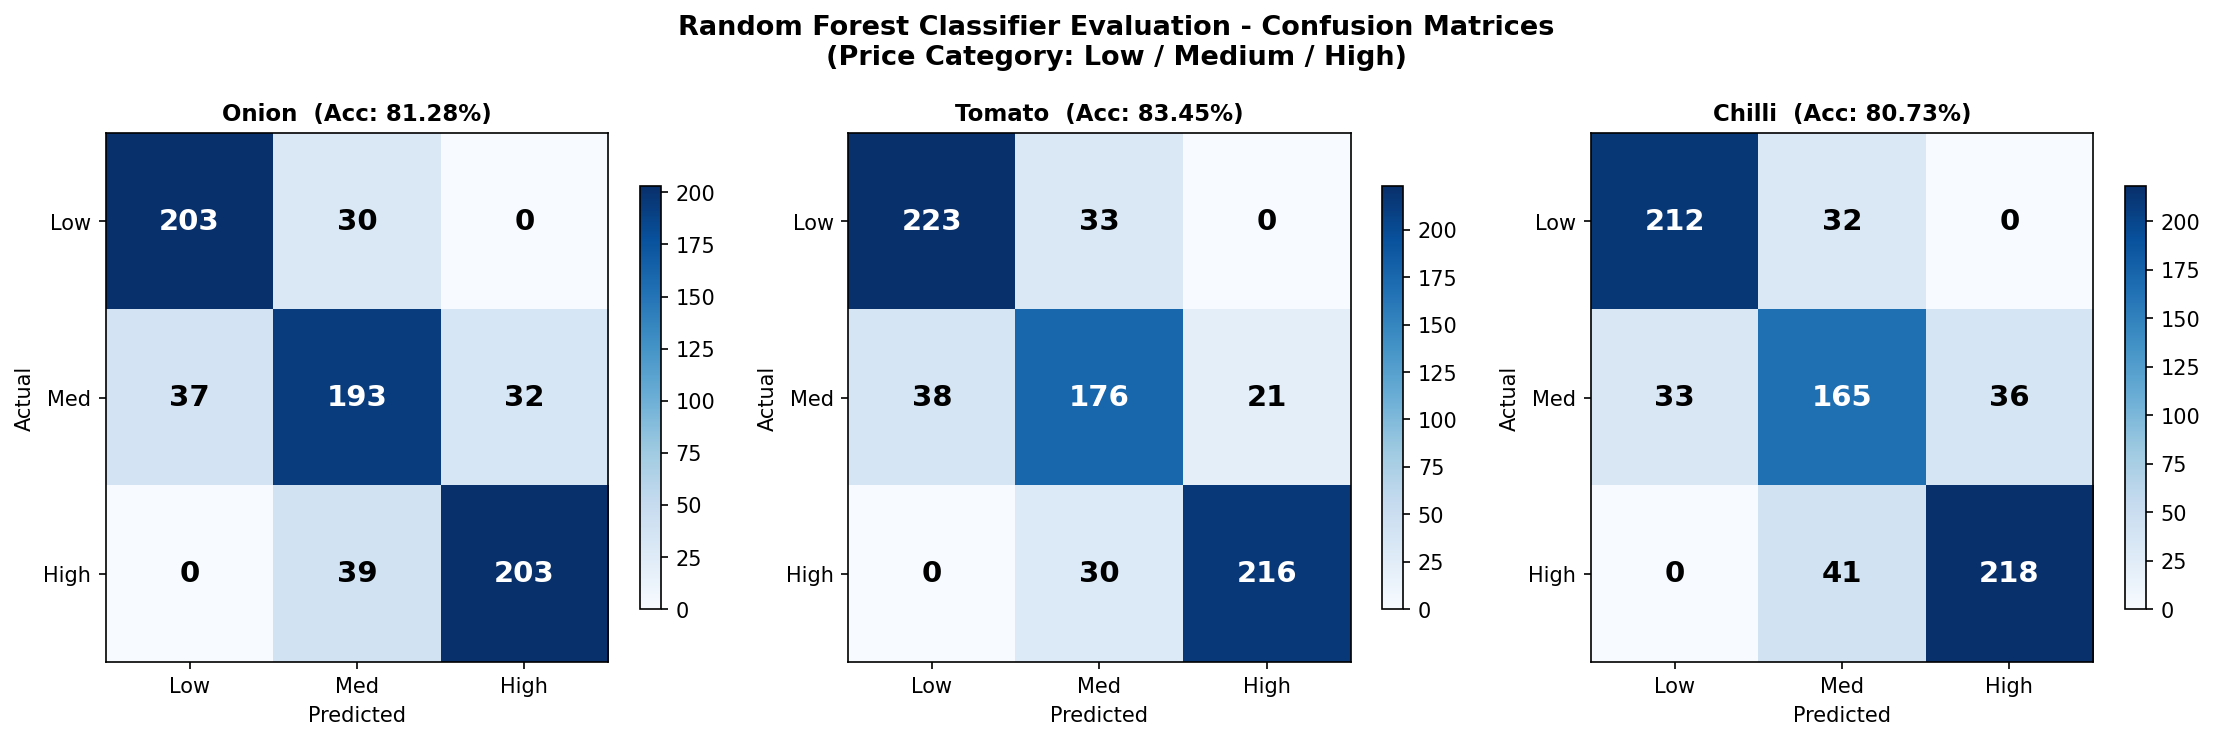 Random Forest Classifier Evaluation - Confusion Matrices
(Price Category: Low / Medium / High)
Onion  (Acc: 81.28%)
Low 203 30 0
Med 37 193 32
High 0 39 203
Low Med High
Predicted
Actual
200
175
150
125
100
75
50
25
0
Tomato  (Acc: 83.45%)
Low 223 33 0
Med 38 176 21
High 0 30 216
Low Med High
Predicted
Actual
200
175
150
125
100
75
50
25
0
Chilli  (Acc: 80.73%)
Low 212 32 0
Med 33 165 36
High 0 41 218
Low Med High
Predicted
Actual
200
175
150
125
100
75
50
25
0